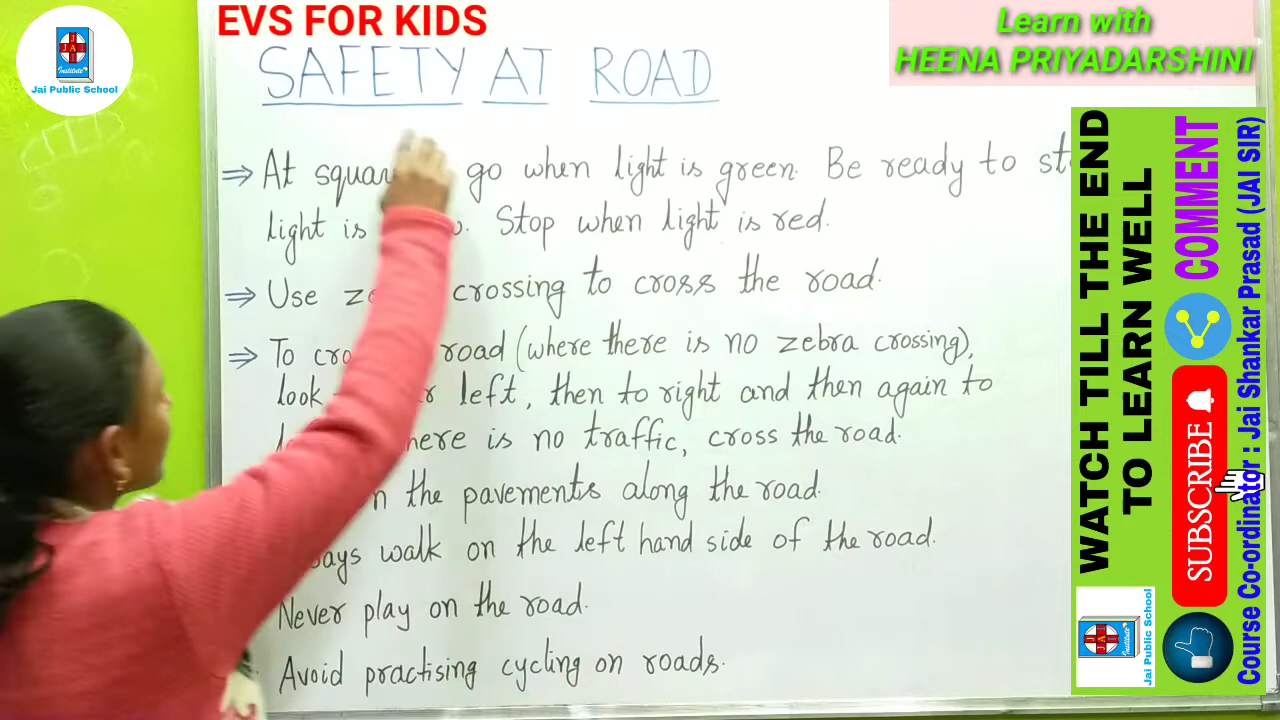 EVS FOR KIDS
Learn with
HEENA PRIYADARSHINI
JAI
Institute
Jai Public School
SAFETY AT ROAD
⇒ At go when light is green. Be ready to
light is Stop when light is red.
⇒ Use crossing to cross the road.
⇒ To road (where there is no zebra crossing),
look left, then to right and then again to
there is no traffic, cross the road.
the pavements along the road.
walk on the left hand side of the road.
Never play on the road.
Avoid practising cycling on roads.
WATCH TILL THE END
TO LEARN WELL
COMMENT
SUBSCRIBE
Course Co-ordinator : Jai Shankar Prasad (JAI SIR)
JAI
Institute
Jai Public School